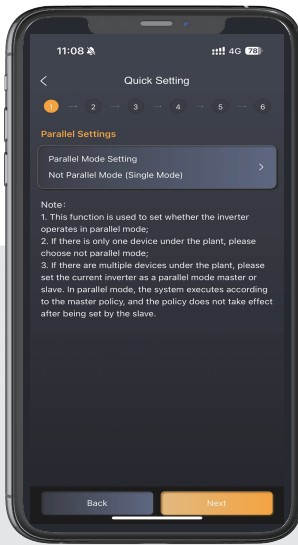 11:08 4G 78
Quick Setting
1 → 2 → 3 → 4 → 5 → 6
Parallel Settings
Parallel Mode Setting
Not Parallel Mode (Single Mode)
Note:
1. This function is used to set whether the inverter
operates in parallel mode;
2. If there is only one device under the plant, please
choose not parallel mode;
3. If there are multiple devices under the plant, please
set the current inverter as a parallel mode master or
slave. In parallel mode, the system executes according
to the master policy, and the policy does not take effect
after being set by the slave.
Back Next